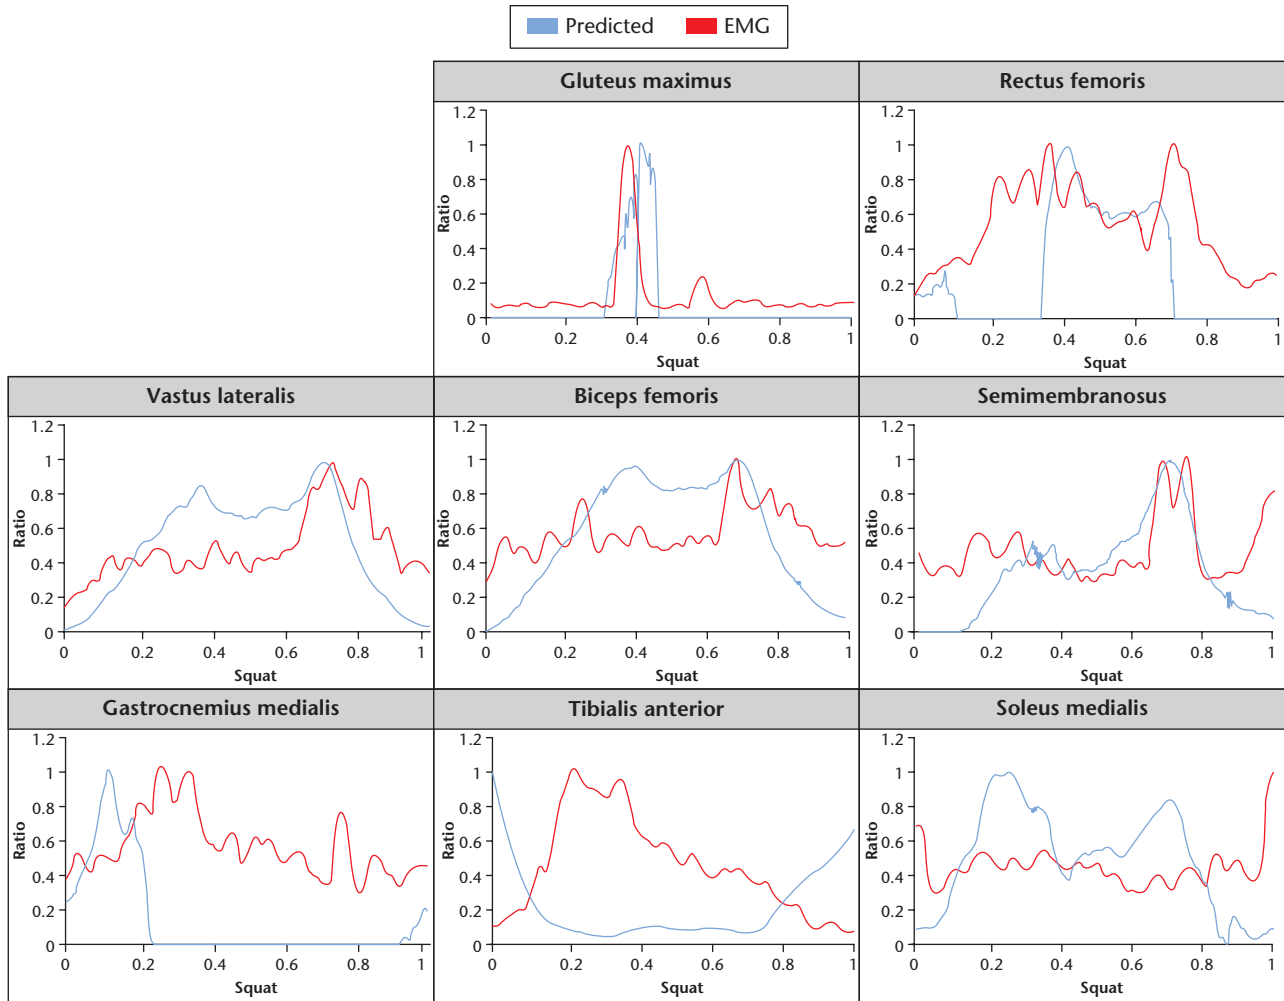 Predicted EMG
Gluteus maximus
1.2
1
0.8
0.6
0.4
0.2
0
Ratio
0 0.2 0.4 0.6 1
Squat
Rectus femoris
1.2
1
0.8
0.6
0.4
0.2
0
Ratio
0.2 0.4 0.6 0.8 1
Squat
Vastus lateralis
1.2
1
0.8
0.6
0.4
0.2
0
Ratio
0 0.2 0.4 0.6 0.8 1
Squat
Biceps femoris
1.2
1
0.8
0.6
0.4
0.2
0
Ratio
0 0.2 0.4 0.6 0.8 1
Squat
Semimembranosus
1.2
1
0.8
0.6
0.4
0.2
0
Ratio
0 0.2 0.4 0.6 0.8 1
Squat
Gastrocnemius medialis
1.2
1
0.8
0.6
0.4
0.2
0
Ratio
0 0.2 0.4 0.6 0.8 1
Squat
Tibialis anterior
1.2
1
0.8
0.6
0.4
0.2
0
Ratio
0 0.2 0.4 0.6 0.8 1
Squat
Soleus medialis
1.2
1
0.8
0.6
0.4
0.2
0
Ratio
0 0.2 0.4 0.6 0.8 1
Squat